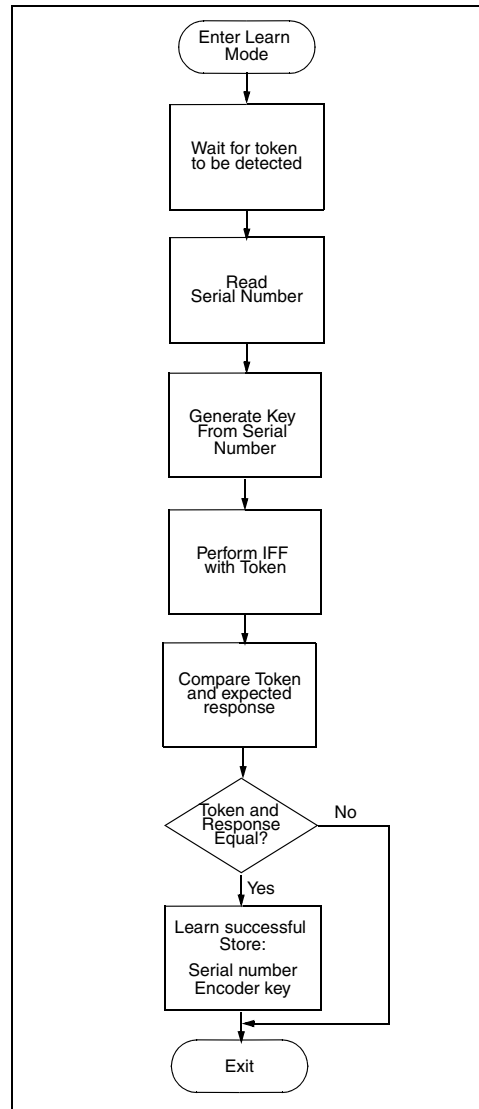 Enter Learn
Mode
Wait for token
to be detected
Read
Serial Number
Generate Key
From Serial
Number
Perform IFF
with Token
Compare Token
and expected
response
Token and
Response
Equal?
No
Yes
Learn successful
Store:
Serial number
Encoder key
Exit